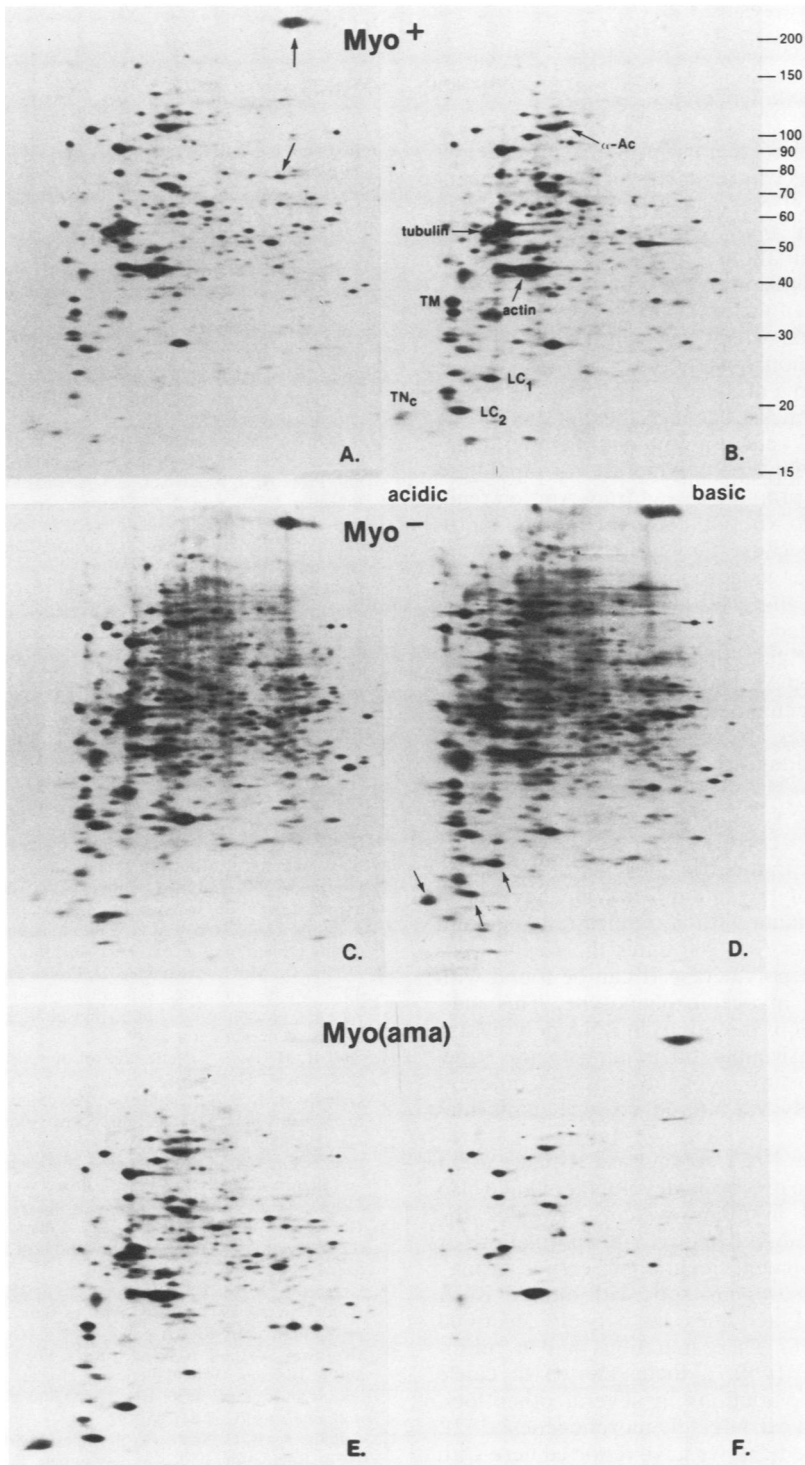 Myo +
200
150
α-Ac
100
90
80
70
60
tubulin
50
TM
actin
40
30
LC1
TNC
LC2
20
A.
B.
15
acidic
basic
Myo −
C.
D.
Myo(ama)
E.
F.